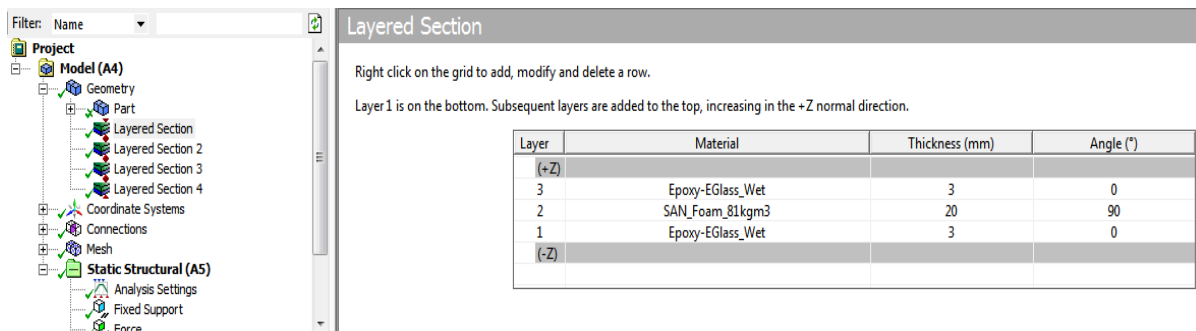 Filter: Name
Project
Model (A4)
Geometry
Part
Layered Section
Layered Section 2
Layered Section 3
Layered Section 4
Coordinate Systems
Connections
Mesh
Static Structural (A5)
Analysis Settings
Fixed Support
Force
Layered Section
Right click on the grid to add, modify and delete a row.
Layer 1 is on the bottom. Subsequent layers are added to the top, increasing in the +Z normal direction.
Layer Material Thickness (mm) Angle (°)
(+Z)
3 Epoxy-EGlass_Wet 3 0
2 SAN_Foam_81kgm3 20 90
1 Epoxy-EGlass_Wet 3 0
(-Z)